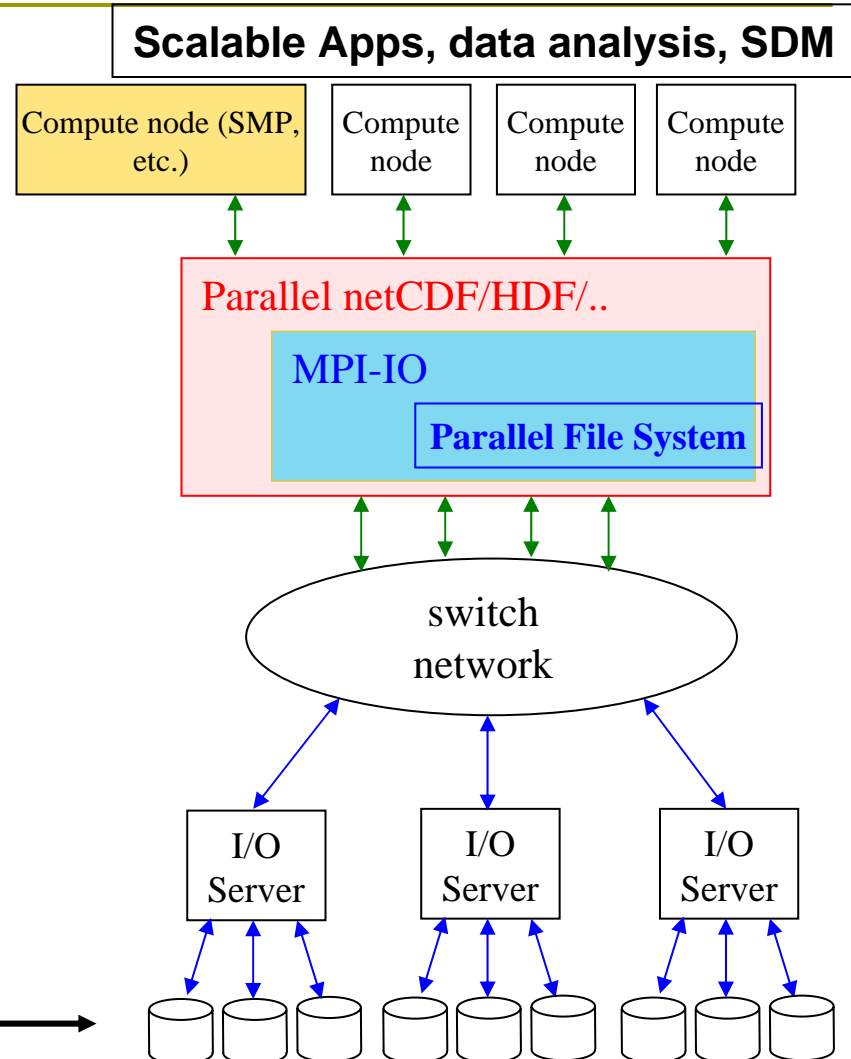 Scalable Apps, data analysis, SDM
Compute node (SMP,
etc.)
Compute
node
Compute
node
Compute
node
Parallel netCDF/HDF/..
MPI-IO
Parallel File System
switch
network
I/O
Server
I/O
Server
I/O
Server